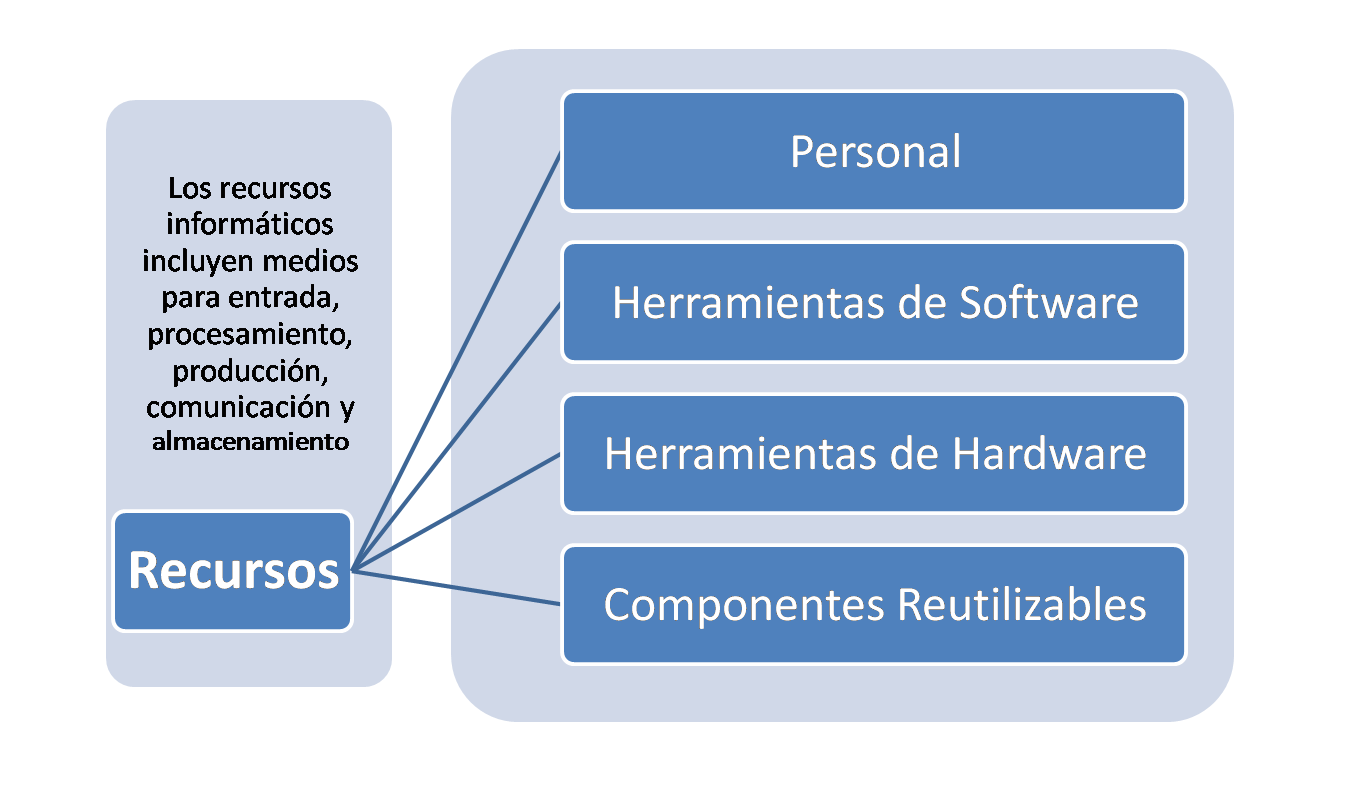 Los recursos
informáticos
incluyen medios
para entrada,
procesamiento,
producción,
comunicación y
almacenamiento
Recursos
Personal
Herramientas de Software
Herramientas de Hardware
Componentes Reutilizables